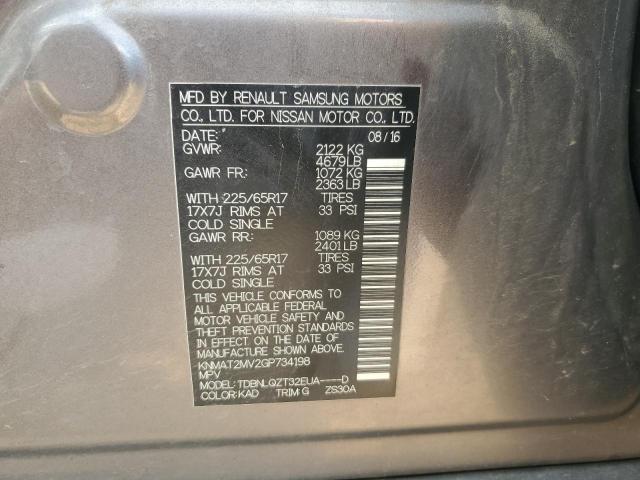 MFD BY RENAULT SAMSUNG MOTORS
CO., LTD. FOR NISSAN MOTOR CO., LTD.
DATE: 08/16
GVWR: 2122 KG
4679 LB
GAWR FR: 1072 KG
2363 LB
WITH 225/65R17 TIRES
17X7J RIMS AT 33 PSI
COLD SINGLE
GAWR RR: 1089 KG
2401 LB
WITH 225/65R17 TIRES
17X7J RIMS AT 33 PSI
COLD SINGLE
THIS VEHICLE CONFORMS TO
ALL APPLICABLE FEDERAL
MOTOR VEHICLE SAFETY AND
THEFT PREVENTION STANDARDS
IN EFFECT ON THE DATE OF
MANUFACTURE SHOWN ABOVE.
KNMAT2MV2GP734198
MPV
MODEL: TDBNLQZT32EUA----D
COLOR: KAD TRIM: G ZS30A